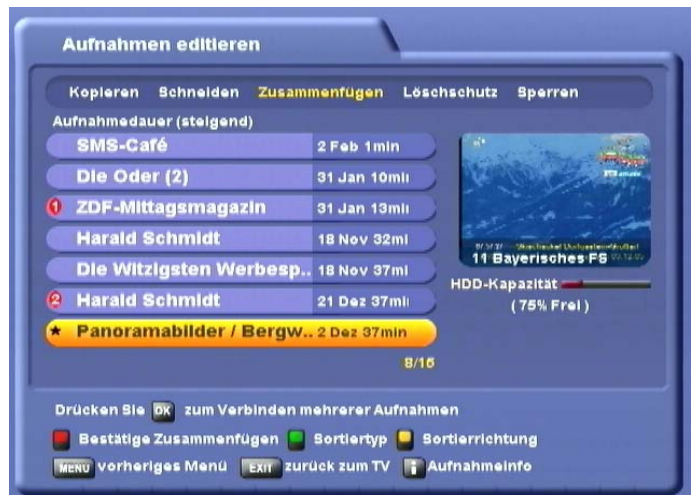 Aufnahmen editieren
Kopieren Schneiden Zusammenfügen Löschschutz Sperren
Aufnahmedauer (steigend)
SMS-Café 2 Feb 1min
Die Oder (2) 31 Jan 10min
1 ZDF-Mittagsmagazin 31 Jan 13min
Harald Schmidt 18 Nov 32mi
Die Witzigsten Werbesp.. 18 Nov 37mi
2 Harald Schmidt 21 Dez 37min
★ Panoramabilder / Bergw.. 2 Dez 37min
8/15
11 Bayerisches FS
HDD-Kapazität
(75% Frei)
Drücken Sie OK zum Verbinden mehrerer Aufnahmen
Bestätige Zusammenfügen Sortiertyp Sortierrichtung
MENU vorheriges Menü EXIT zurück zum TV i Aufnahmeinfo